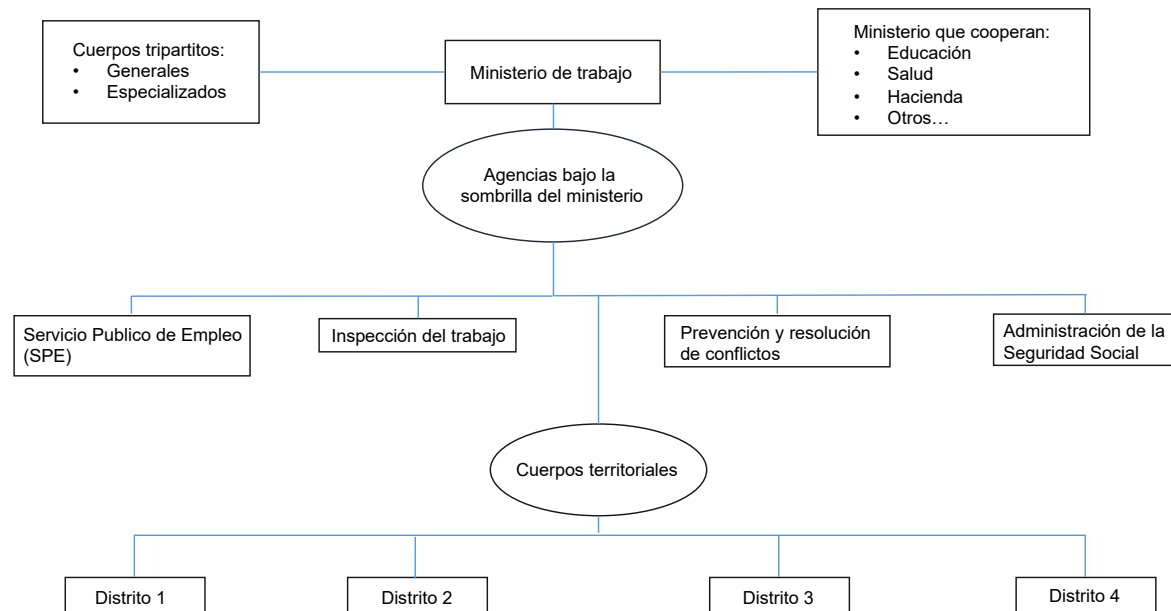 Cuerpos tripartitos:
• Generales
• Especializados
Ministerio de trabajo
Ministerio que cooperan:
• Educación
• Salud
• Hacienda
• Otros…
Agencias bajo la
sombrilla del ministerio
Servicio Publico de Empleo
(SPE)
Inspección del trabajo
Prevención y resolución
de conflictos
Administración de la
Seguridad Social
Cuerpos territoriales
Distrito 1
Distrito 2
Distrito 3
Distrito 4